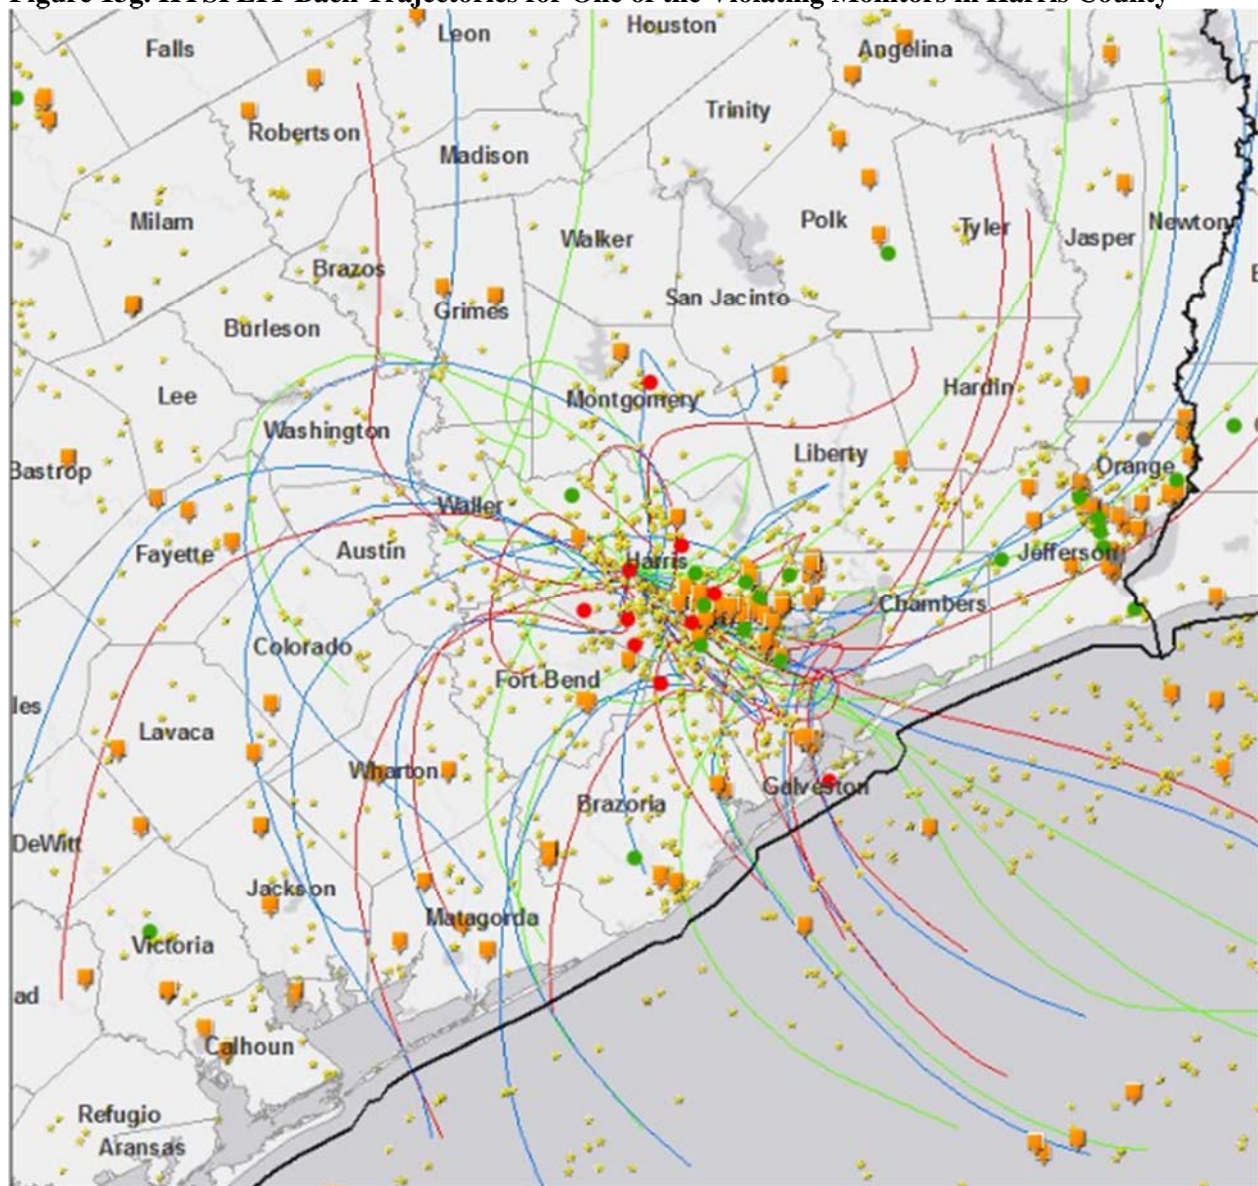 Figure 13g. HYSPLIT Back Trajectories for One of the Violating Monitors in Harris County
Falls
Leon
Houston
Angelina
Robertson
Trinity
Madison
Milam
Walker
Polk
Tyler
Jasper
Newton
Brazos
San Jacinto
Grimes
Burleson
Lee
Montgomery
Hardin
Washington
Liberty
Bastrop
Orange
Waller
Fayette
Austin
Harris
Jefferson
Chambers
Colorado
Fort Bend
les
Lavaca
Wharton
Galveston
Brazoria
DeWitt
Jackson
Matagorda
Victoria
ad
Calhoun
Refugio
Aransas